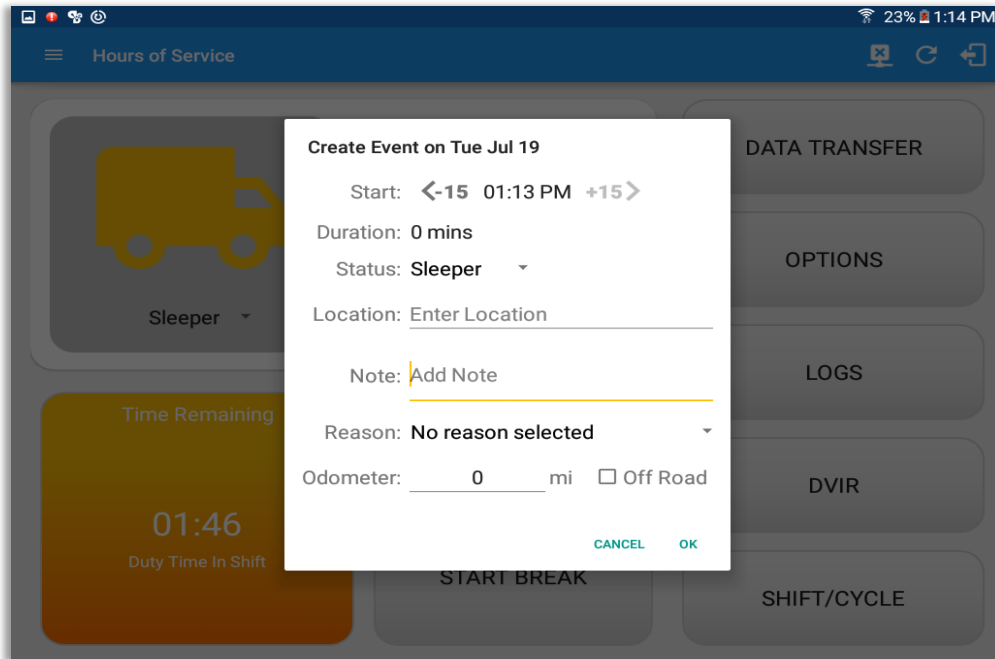 23% 1:14 PM
Hours of Service
Create Event on Tue Jul 19
Start: -15 01:13 PM +15
Duration: 0 mins
Status: Sleeper
Location: Enter Location
Note: Add Note
Reason: No reason selected
Odometer: 0 mi Off Road
CANCEL OK
Sleeper
Time Remaining
01:46
Duty Time In Shift
START BREAK
DATA TRANSFER
OPTIONS
LOGS
DVIR
SHIFT/CYCLE